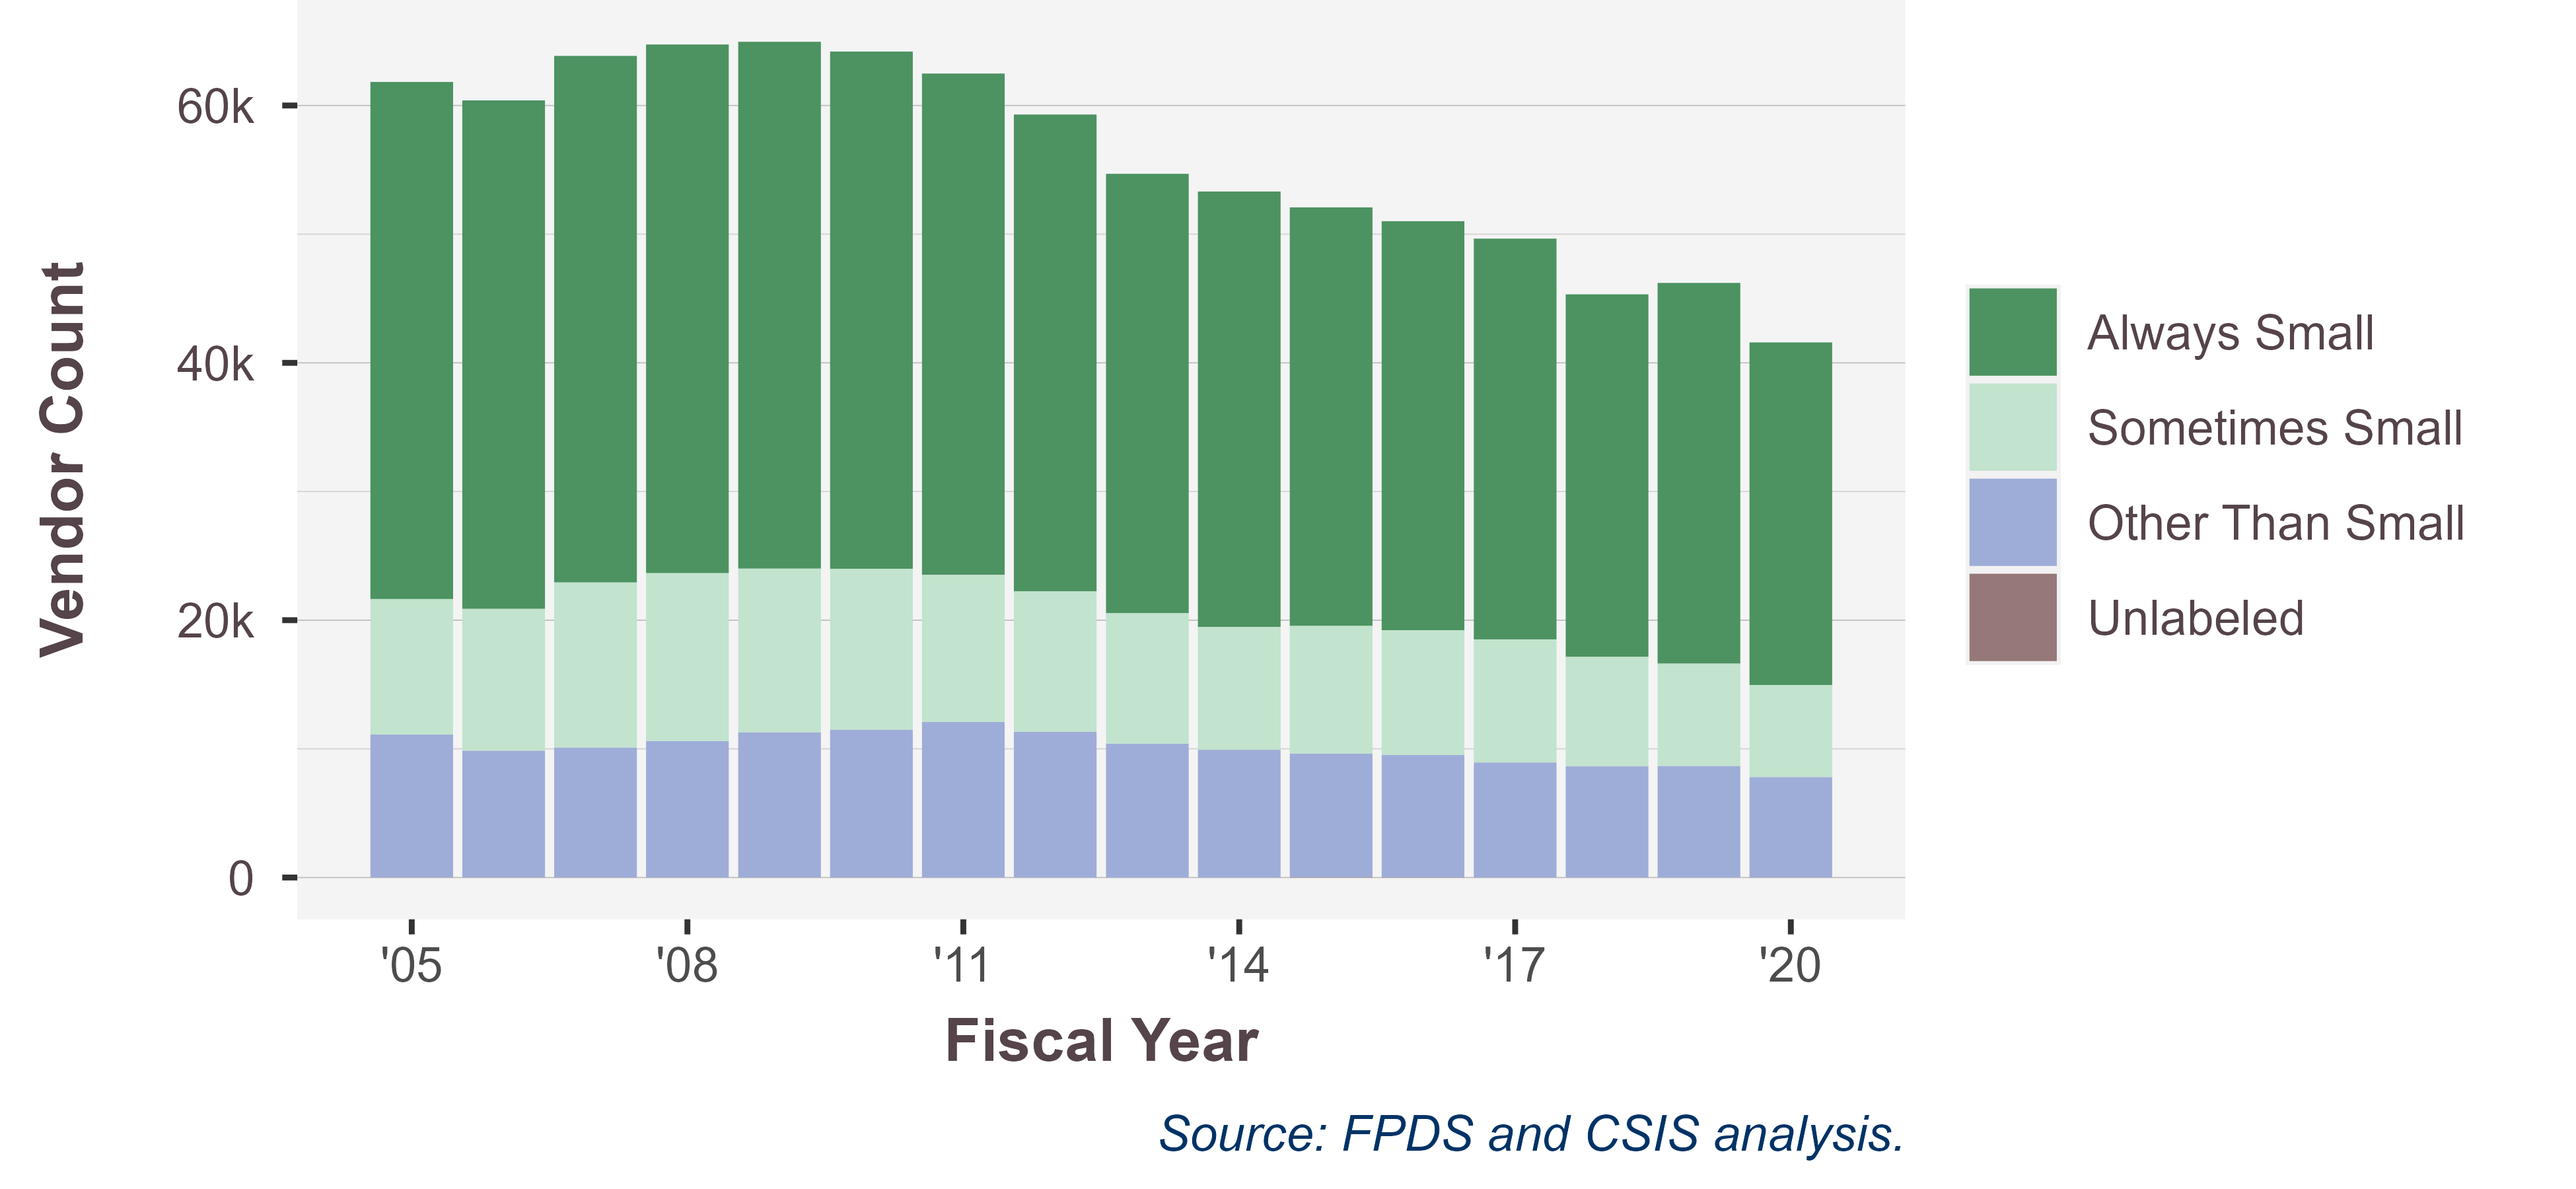 Vendor Count
60k
40k
20k
0
'05 '08 '11 '14 '17 '20
Fiscal Year
Always Small
Sometimes Small
Other Than Small
Unlabeled
Source: FPDS and CSIS analysis.